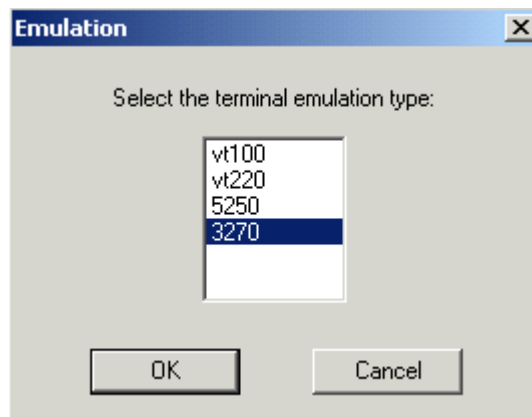 Emulation
Select the terminal emulation type:
vt100
vt220
5250
3270
OK
Cancel